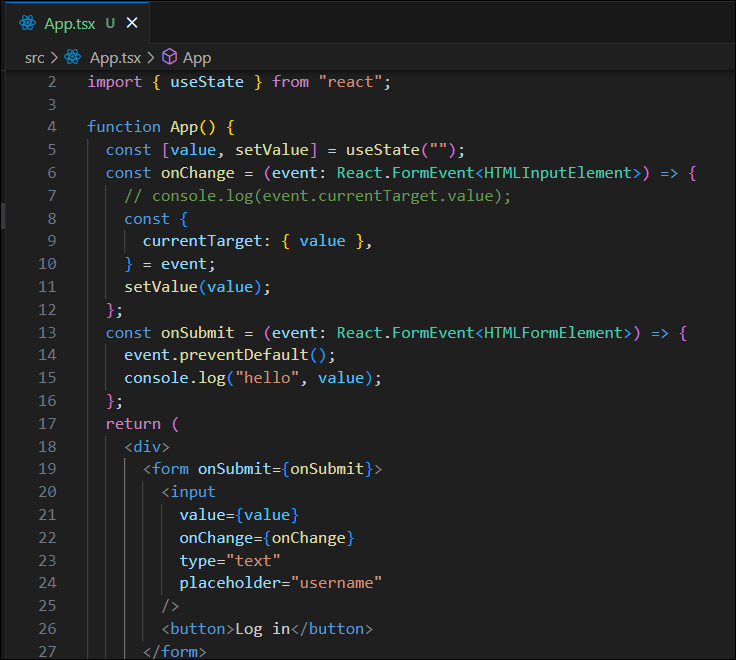 App.tsx U ×
src > App.tsx > App
2 import { useState } from "react";
3
4 function App() {
5 const [value, setValue] = useState("");
6 const onChange = (event: React.FormEvent<HTMLInputElement>) => {
7 // console.log(event.currentTarget.value);
8 const {
9 currentTarget: { value },
10 } = event;
11 setValue(value);
12 };
13 const onSubmit = (event: React.FormEvent<HTMLFormElement>) => {
14 event.preventDefault();
15 console.log("hello", value);
16 };
17 return (
18 <div>
19 <form onSubmit={onSubmit}>
20 <input
21 value={value}
22 onChange={onChange}
23 type="text"
24 placeholder="username"
25 />
26 <button>Log in</button>
27 </form>